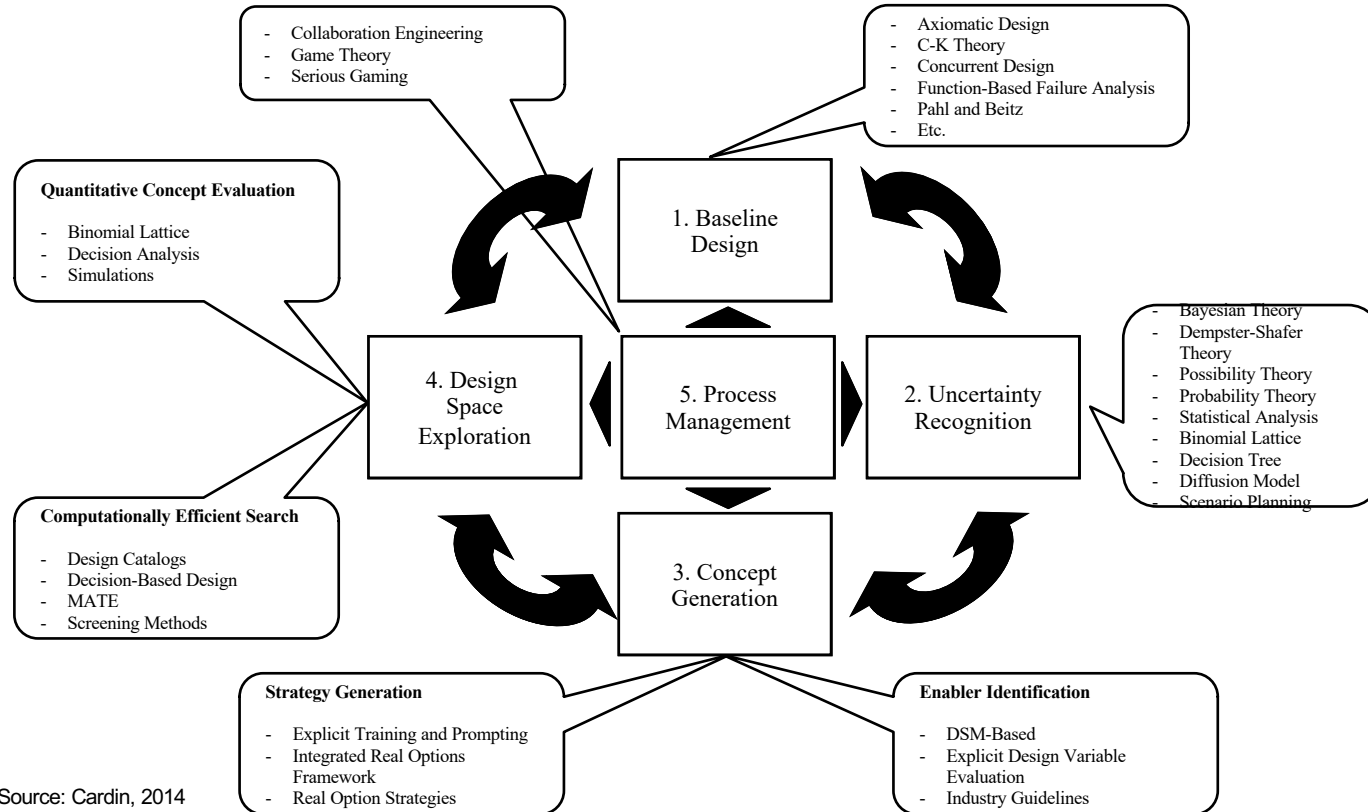 - Collaboration Engineering
- Game Theory
- Serious Gaming
- Axiomatic Design
- C-K Theory
- Concurrent Design
- Function-Based Failure Analysis
- Pahl and Beitz
- Etc.
Quantitative Concept Evaluation
- Binomial Lattice
- Decision Analysis
- Simulations
1. Baseline
Design
4. Design
Space
Exploration
5. Process
Management
2. Uncertainty
Recognition
- Bayesian Theory
- Dempster-Shafer
Theory
- Possibility Theory
- Probability Theory
- Statistical Analysis
- Binomial Lattice
- Decision Tree
- Diffusion Model
- Scenario Planning
Computationally Efficient Search
- Design Catalogs
- Decision-Based Design
- MATE
- Screening Methods
3. Concept
Generation
Strategy Generation
- Explicit Training and Prompting
- Integrated Real Options
Framework
- Real Option Strategies
Enabler Identification
- DSM-Based
- Explicit Design Variable
Evaluation
- Industry Guidelines
Source: Cardin, 2014